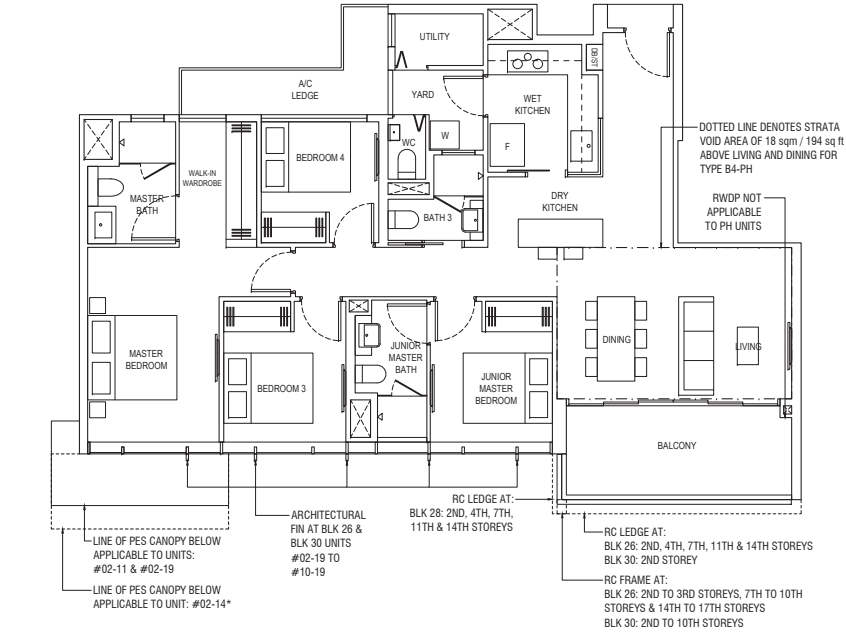 UTILITY
A/C
LEDGE
YARD
DB/ST
WET
KITCHEN
WC
W
F
BEDROOM 4
WALK-IN
WARDROBE
MASTER
BATH
BATH 3
DRY
KITCHEN
DOTTED LINE DENOTES STRATA
VOID AREA OF 18 sqm / 194 sq ft
ABOVE LIVING AND DINING FOR
TYPE B4-PH
RWDP NOT
APPLICABLE
TO PH UNITS
MASTER
BEDROOM
BEDROOM 3
JUNIOR
MASTER
BATH
JUNIOR
MASTER
BEDROOM
DINING
LIVING
BALCONY
LINE OF PES CANOPY BELOW
APPLICABLE TO UNITS:
#02-11 & #02-19
LINE OF PES CANOPY BELOW
APPLICABLE TO UNIT: #02-14*
ARCHITECTURAL
FIN AT BLK 26 &
BLK 30 UNITS
#02-19 TO
#10-19
RC LEDGE AT:
BLK 28: 2ND, 4TH, 7TH,
11TH & 14TH STOREYS
RC LEDGE AT:
BLK 26: 2ND, 4TH, 7TH, 11TH & 14TH STOREYS
BLK 30: 2ND STOREY
RC FRAME AT:
BLK 26: 2ND TO 3RD STOREYS, 7TH TO 10TH
STOREYS & 14TH TO 17TH STOREYS
BLK 30: 2ND TO 10TH STOREYS